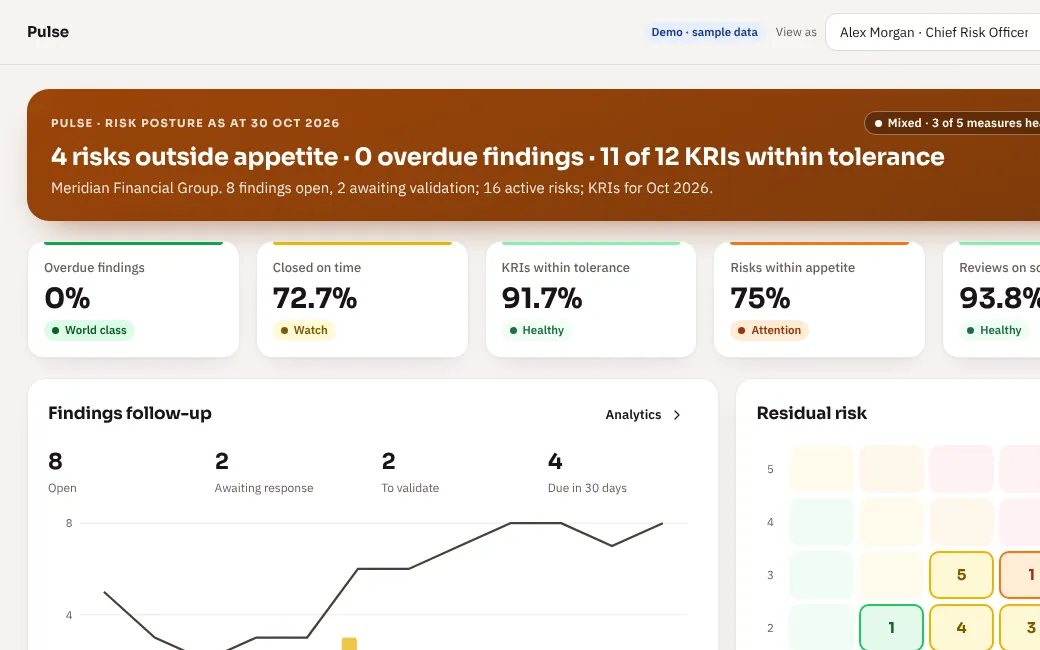 Pulse
Demo · sample data
View as
Alex Morgan · Chief Risk Officer
PULSE · RISK POSTURE AS AT 30 OCT 2026
Mixed · 3 of 5 measures
4 risks outside appetite · 0 overdue findings · 11 of 12 KRIs within tolerance
Meridian Financial Group. 8 findings open, 2 awaiting validation; 16 active risks; KRIs for Oct 2026.
Overdue findings
0%
World class
Closed on time
72.7%
Watch
KRIs within tolerance
91.7%
Healthy
Risks within appetite
75%
Attention
Reviews on
93.8%
Healthy
Findings follow-up
Analytics
8
Open
2
Awaiting response
2
To validate
4
Due in 30 days
8
4
Residual risk
5
4
3
5
1
2
1
4
3